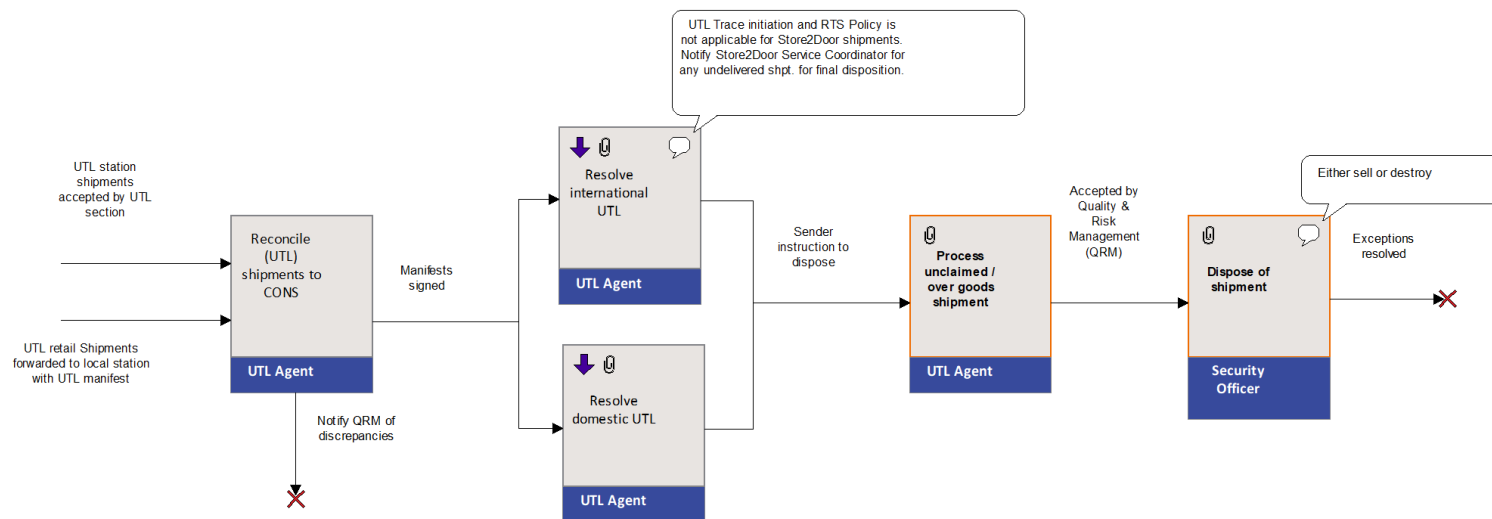 UTL Trace initiation and RTS Policy is
not applicable for Store2Door shipments.
Notify Store2Door Service Coordinator for
any undelivered shpt. for final disposition.
UTL station
shipments
accepted by UTL
section
UTL retail Shipments
forwarded to local station
with UTL manifest
Reconcile
(UTL)
shipments to
CONS
UTL Agent
Notify QRM of
discrepancies
Manifests
signed
Resolve
international
UTL
UTL Agent
Resolve
domestic UTL
UTL Agent
Sender
instruction to
dispose
Process
unclaimed /
over goods
shipment
UTL Agent
Accepted by
Quality &
Risk
Management
(QRM)
Either sell or destroy
Dispose of
shipment
Security
Officer
Exceptions
resolved